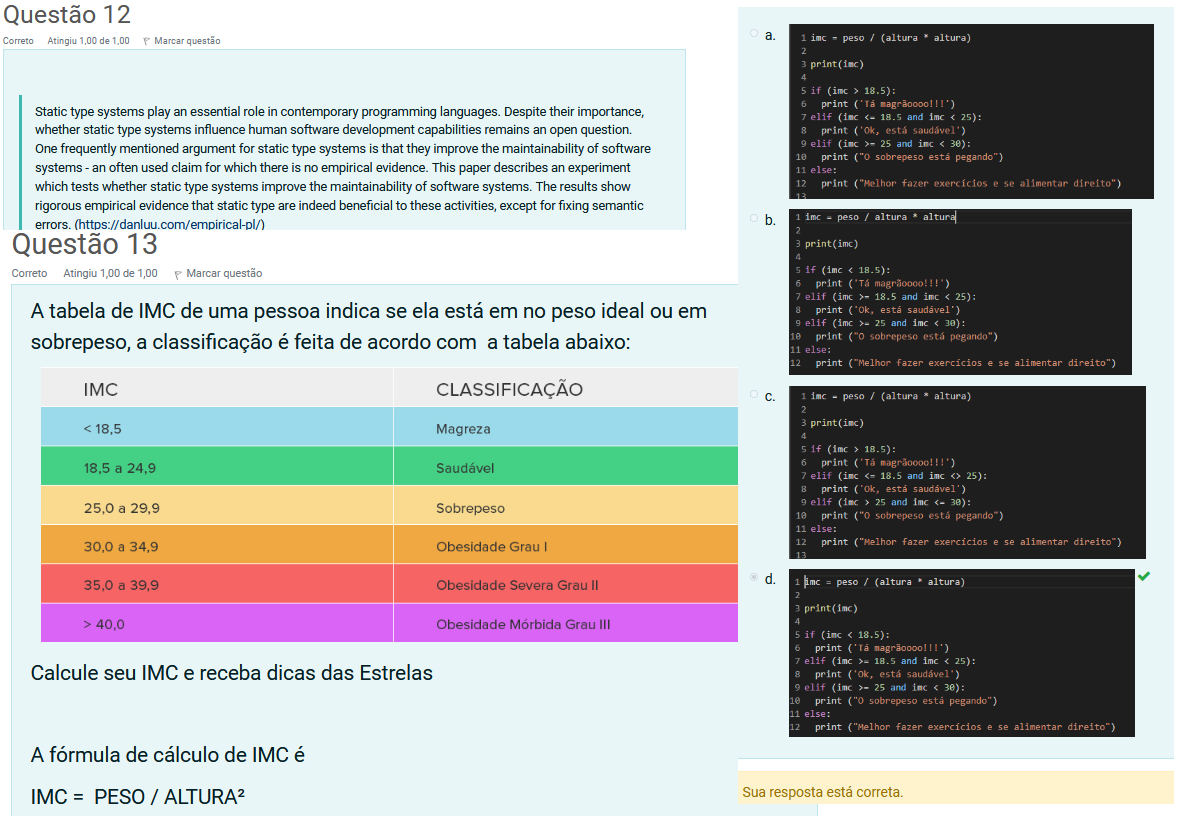 Questão 12
Correto Atingiu 1,00 de 1,00 Marcar questão
Static type systems play an essential role in contemporary programming languages. Despite their importance,
whether static type systems influence human software development capabilities remains an open question.
One frequently mentioned argument for static type systems is that they improve the maintainability of software
systems - an often used claim for which there is no empirical evidence. This paper describes an experiment
which tests whether static type systems improve the maintainability of software systems. The results show
rigorous empirical evidence that static type are indeed beneficial to these activities, except for fixing semantic
errors. (https://danluu.com/empirical-pl/)
Questão 13
Correto Atingiu 1,00 de 1,00 Marcar questão
A tabela de IMC de uma pessoa indica se ela está em no peso ideal ou em
sobrepeso, a classificação é feita de acordo com a tabela abaixo:
IMC CLASSIFICAÇÃO
< 18,5 Magreza
18,5 a 24,9 Saudável
25,0 a 29,9 Sobrepeso
30,0 a 34,9 Obesidade Grau I
35,0 a 39,9 Obesidade Severa Grau II
> 40,0 Obesidade Mórbida Grau III
Calcule seu IMC e receba dicas das Estrelas
A fórmula de cálculo de IMC é
IMC = PESO / ALTURA²
a.
1 imc = peso / (altura * altura)
2
3 print(imc)
4
5 if (imc > 18.5):
6 print ('Tá magrãoooo!!!')
7 elif (imc <= 18.5 and imc < 25):
8 print ('Ok, está saudável')
9 elif (imc >= 25 and imc < 30):
10 print ("O sobrepeso está pegando")
11 else:
12 print ("Melhor fazer exercícios e se alimentar direito")
13
b.
1 imc = peso / altura * altura
2
3 print(imc)
4
5 if (imc < 18.5):
6 print ('Tá magrãoooo!!!')
7 elif (imc >= 18.5 and imc < 25):
8 print ('Ok, está saudável')
9 elif (imc >= 25 and imc < 30):
10 print ("O sobrepeso está pegando")
11 else:
12 print ("Melhor fazer exercícios e se alimentar direito")
c.
1 imc = peso / (altura * altura)
2
3 print(imc)
4
5 if (imc > 18.5):
6 print ('Tá magrãoooo!!!')
7 elif (imc <= 18.5 and imc <> 25):
8 print ('Ok, está saudável')
9 elif (imc > 25 and imc <= 30):
10 print ("O sobrepeso está pegando")
11 else:
12 print ("Melhor fazer exercícios e se alimentar direito")
13
d.
1 imc = peso / (altura * altura)
2
3 print(imc)
4
5 if (imc < 18.5):
6 print ('Tá magrãoooo!!!')
7 elif (imc >= 18.5 and imc < 25):
8 print ('Ok, está saudável')
9 elif (imc >= 25 and imc < 30):
10 print ("O sobrepeso está pegando")
11 else:
12 print ("Melhor fazer exercícios e se alimentar direito")
Sua resposta está correta.